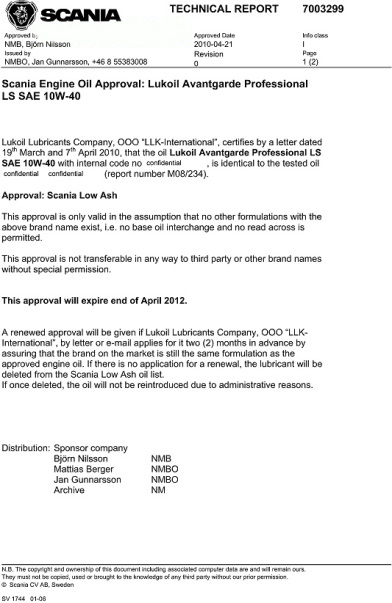 SCANIA
TECHNICAL REPORT 7003299
Approved by
NMB, Björn Nilsson
Approved Date
2010-04-21
Info class
I
Issued by
NMBO, Jan Gunnarsson, +46 8 55383008
Revision
0
Page
1 (2)
Scania Engine Oil Approval: Lukoil Avantgarde Professional
LS SAE 10W-40
Lukoil Lubricants Company, OOO “LLK-International”, certifies by a letter dated
19th March and 7th April 2010, that the oil Lukoil Avantgarde Professional LS
SAE 10W-40 with internal code no confidential , is identical to the tested oil
confidential confidential (report number M08/234).
Approval: Scania Low Ash
This approval is only valid in the assumption that no other formulations with the
above brand name exist, i.e. no base oil interchange and no read across is
permitted.
This approval is not transferable in any way to third party or other brand names
without special permission.
This approval will expire end of April 2012.
A renewed approval will be given if Lukoil Lubricants Company, OOO “LLK-
International”, by letter or e-mail applies for it two (2) months in advance by
assuring that the brand on the market is still the same formulation as the
approved engine oil. If there is no application for a renewal, the lubricant will be
deleted from the Scania Low Ash oil list.
If once deleted, the oil will not be reintroduced due to administrative reasons.
Distribution: Sponsor company
Björn Nilsson NMB
Mattias Berger NMBO
Jan Gunnarsson NMBO
Archive NM
N.B. The copyright and ownership of this document including associated computer data are and will remain ours.
They must not be copied, used or brought to the knowledge of any third party without our prior permission.
© Scania CV AB, Sweden
SV 1744 01-06